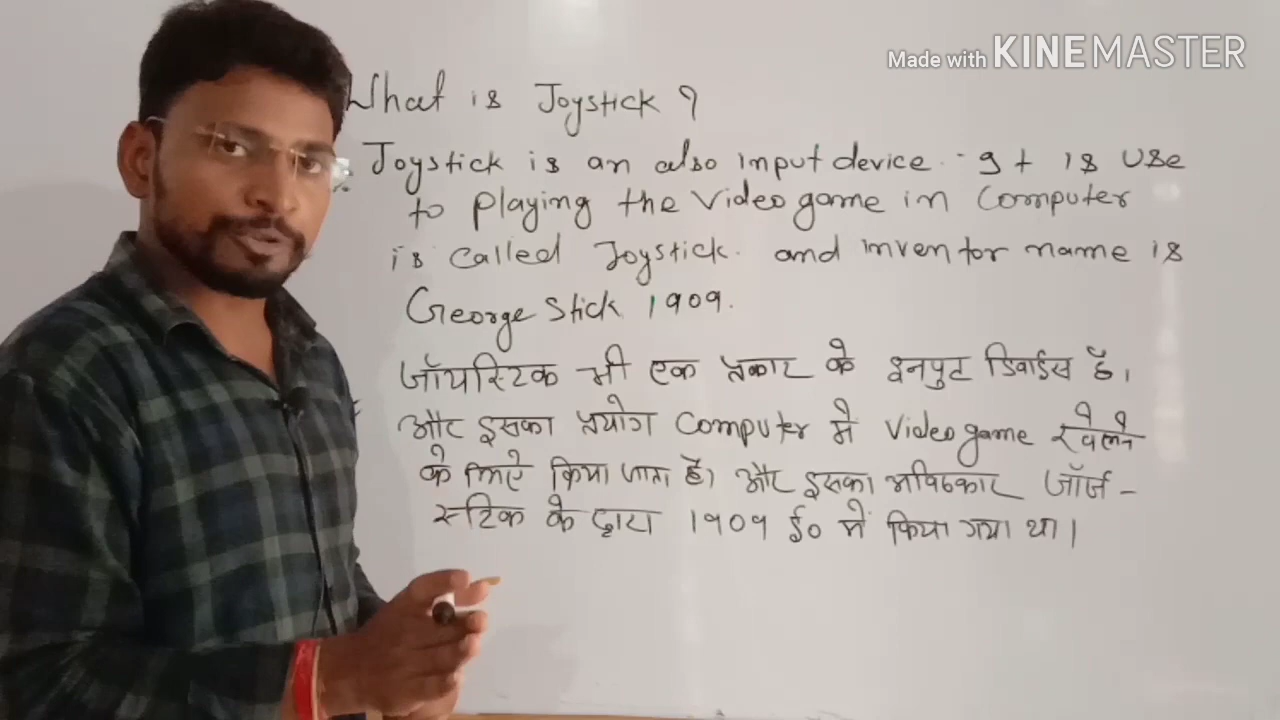 Made with KINEMASTER
What is Joystick ?
Joystick is an also input device. It is use
to playing the Video game in Computer
is called Joystick. and inventor name is
George Stick 1909.
जॉयस्टिक भी एक प्रकार के इनपुट डिवाईस है।
और इसका प्रयोग Computer मे Video game खेलने
के लिऐ किया जाता है। और इसका अविष्कार जॉर्ज -
स्टिक के द्वारा 1909 ई० में किया गया था।